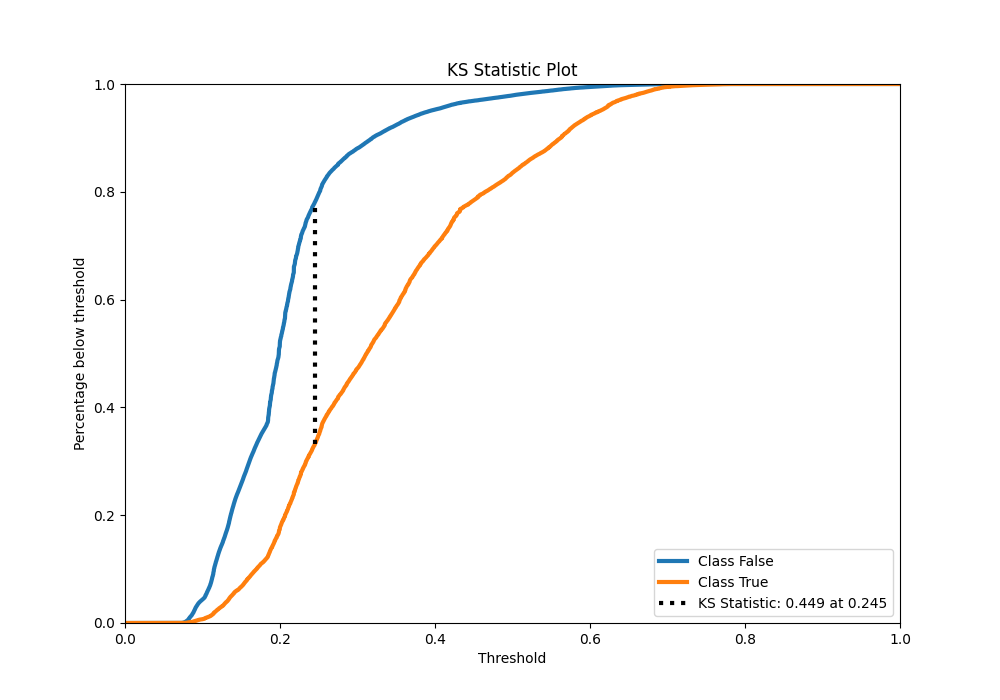 KS Statistic Plot
1.0
0.8
0.6
0.4
0.2
0.0
Percentage below threshold
0.0 0.2 0.4 0.6 0.8 1.0
Threshold
Class False
Class True
KS Statistic: 0.449 at 0.245